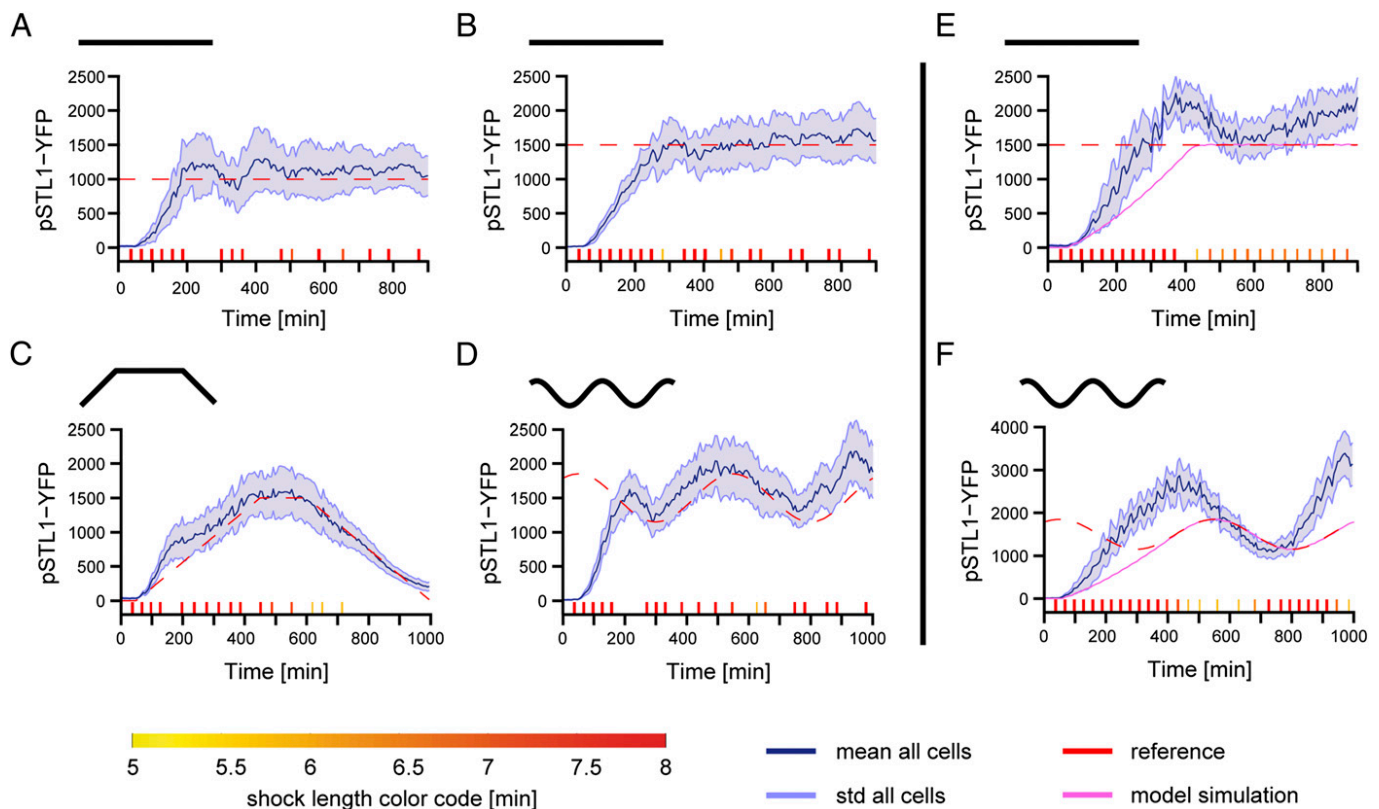 A
B
E
pSTL1−YFP
2500
2000
1500
1000
500
0
0 200 400 600 800
Time [min]
pSTL1−YFP
2500
2000
1500
1000
500
0
0 200 400 600 800
Time [min]
pSTL1−YFP
2500
2000
1500
1000
500
0
0 200 400 600 800
Time [min]
C
D
F
pSTL1−YFP
2500
2000
1500
1000
500
0
0 200 400 600 800 1000
Time [min]
pSTL1−YFP
2500
2000
1500
1000
500
0
0 200 400 600 800 1000
Time [min]
pSTL1−YFP
4000
3000
2000
1000
0
0 200 400 600 800 1000
Time [min]
5 5.5 6 6.5 7 7.5 8
shock length color code [min]
mean all cells
std all cells
reference
model simulation